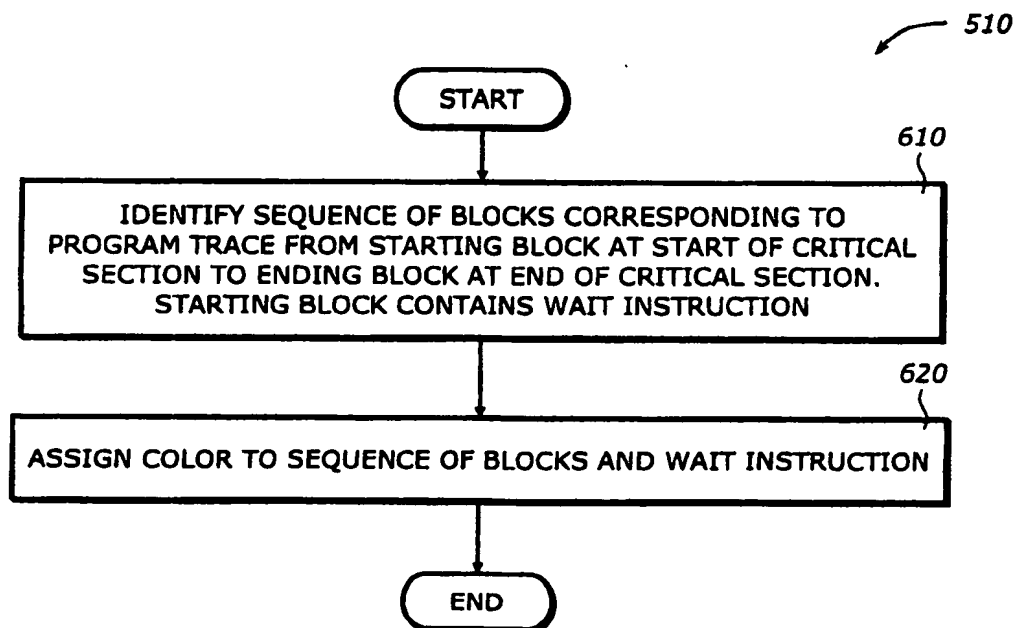 510
START
610
IDENTIFY SEQUENCE OF BLOCKS CORRESPONDING TO
PROGRAM TRACE FROM STARTING BLOCK AT START OF CRITICAL
SECTION TO ENDING BLOCK AT END OF CRITICAL SECTION.
STARTING BLOCK CONTAINS WAIT INSTRUCTION
620
ASSIGN COLOR TO SEQUENCE OF BLOCKS AND WAIT INSTRUCTION
END